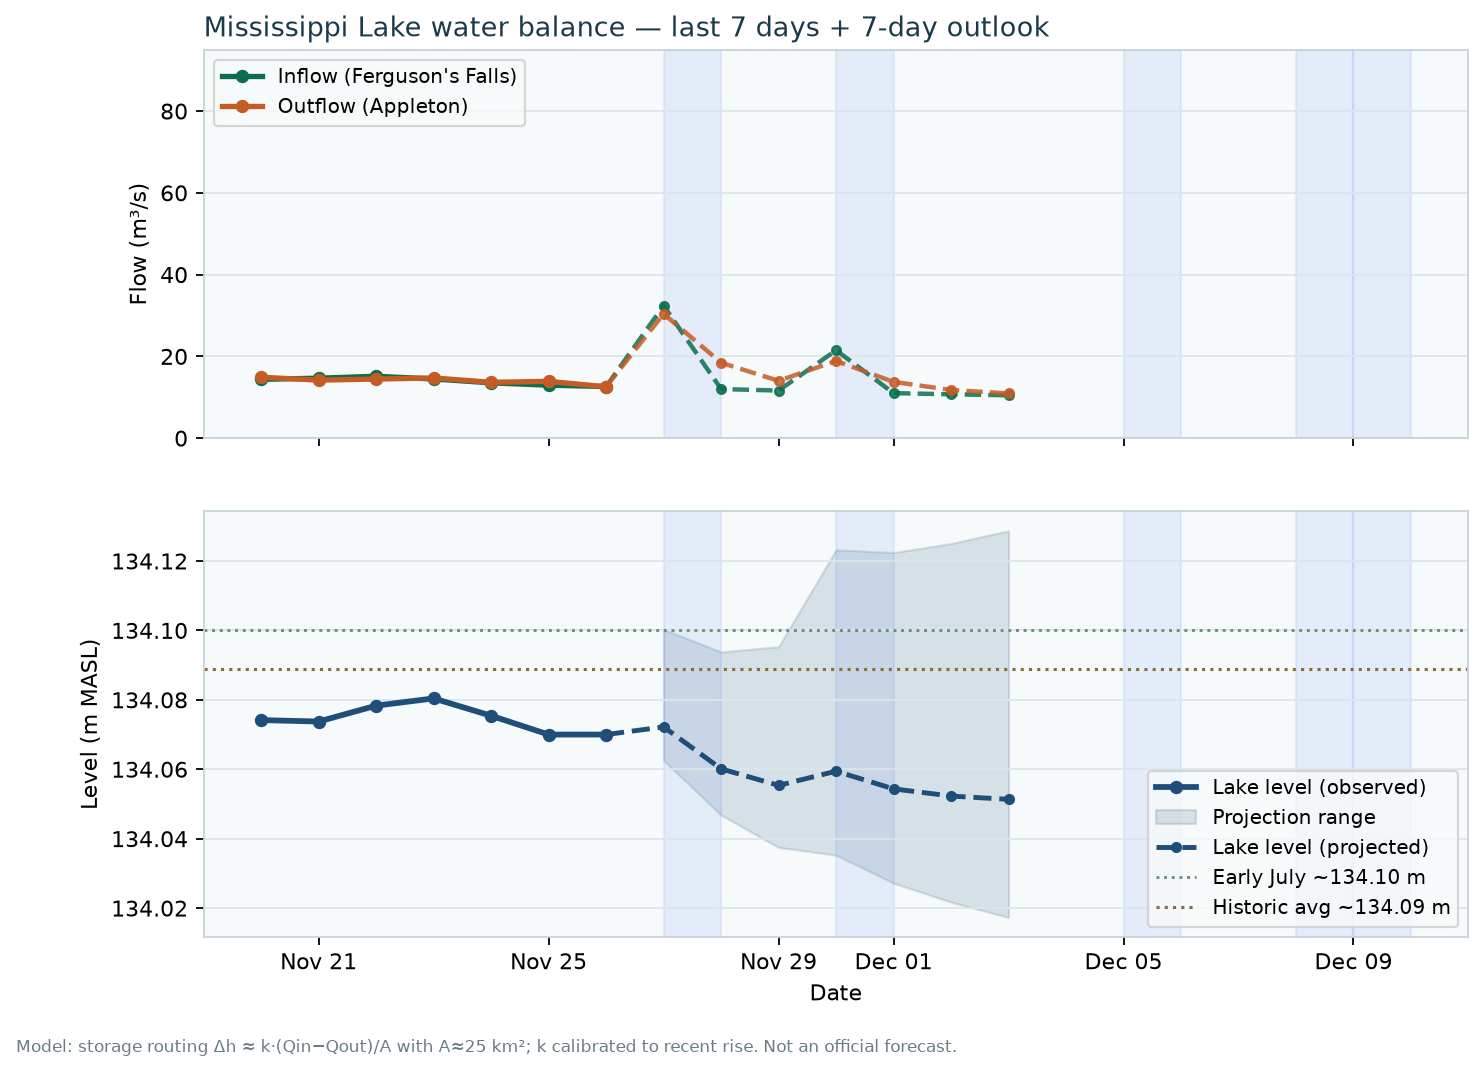 Mississippi Lake water balance — last 7 days + 7-day outlook
Inflow (Ferguson's Falls)
Outflow (Appleton)
Flow (m³/s)
80
60
40
20
0
Level (m MASL)
134.12
134.10
134.08
134.06
134.04
134.02
Lake level (observed)
Projection range
Lake level (projected)
Early July ~134.10 m
Historic avg ~134.09 m
Nov 21
Nov 25
Nov 29
Dec 01
Dec 05
Dec 09
Date
Model: storage routing Δh ≈ k·(Qin−Qout)/A with A≈25 km²; k calibrated to recent rise. Not an official forecast.